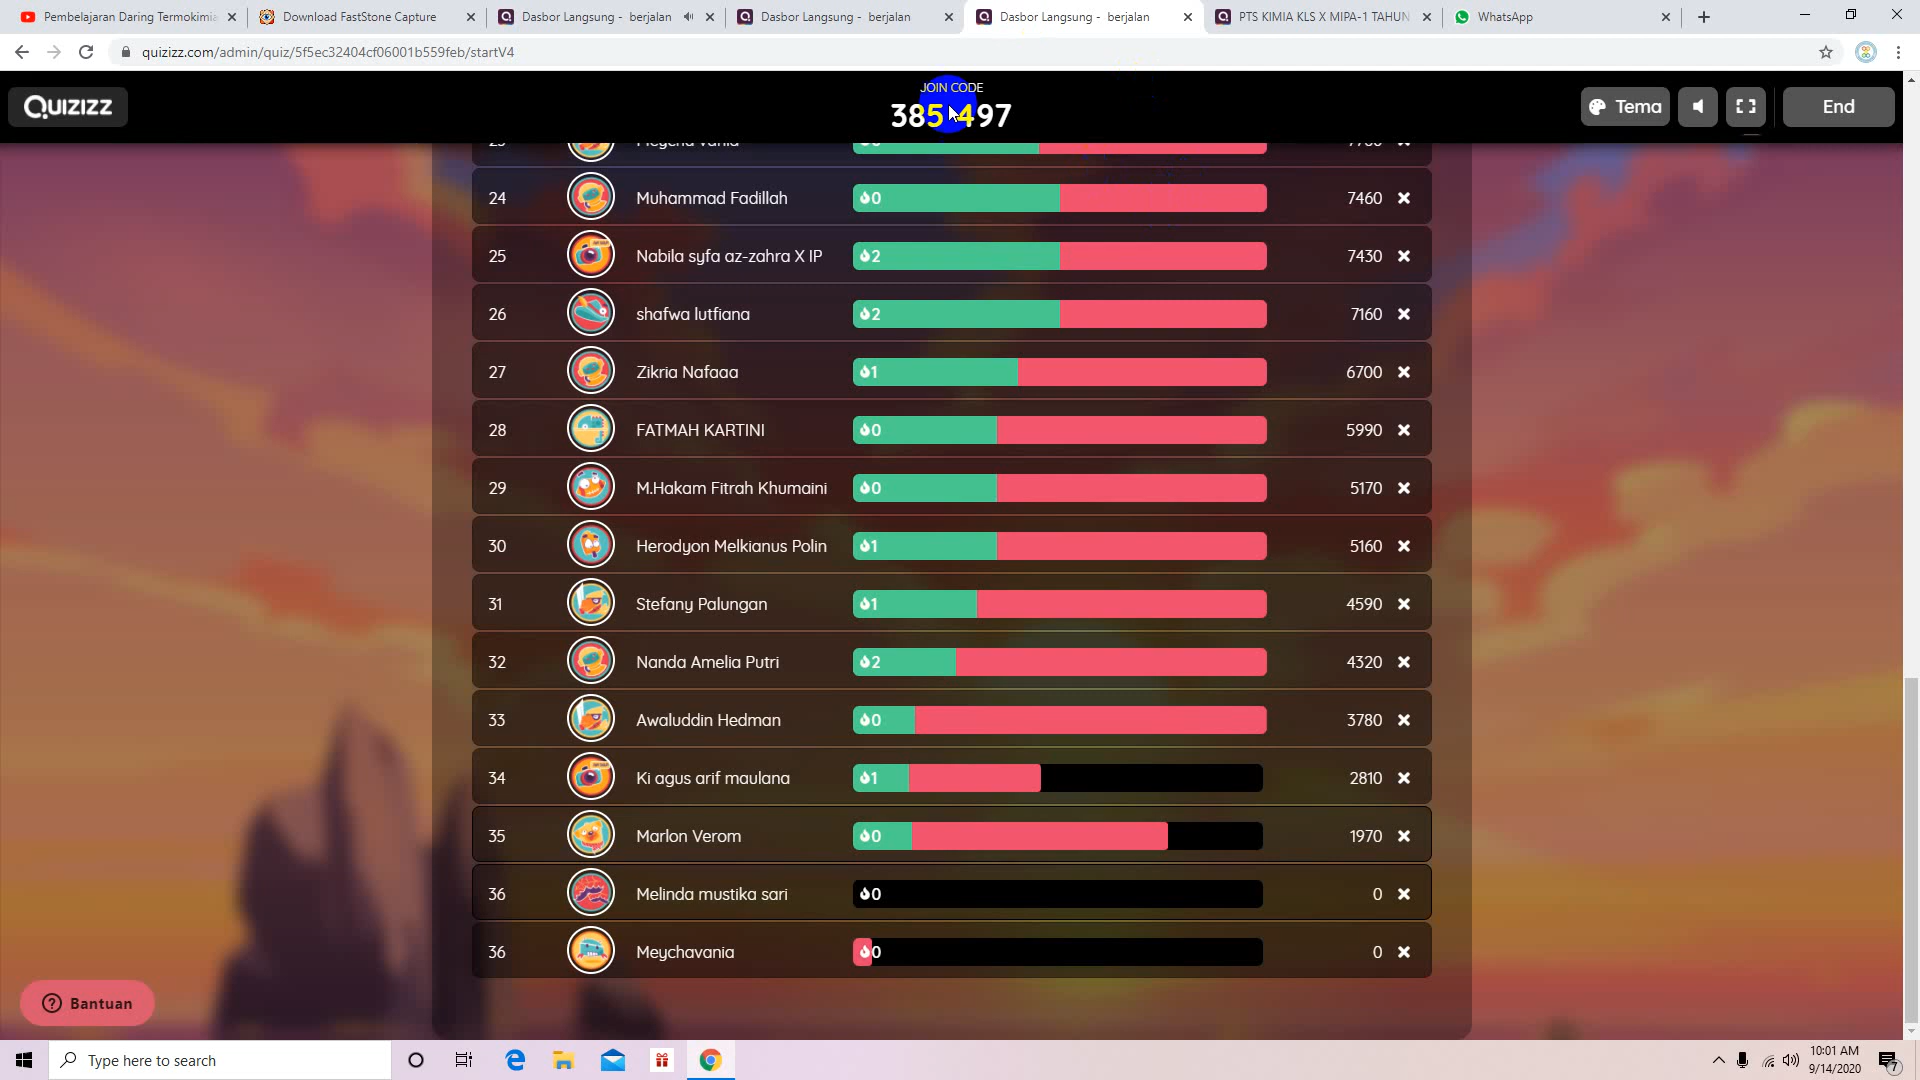 Pembelajaran Daring Termokimia
Download FastStone Capture
Dasbor Langsung - berjalan
Dasbor Langsung - berjalan
Dasbor Langsung - berjalan
PTS KIMIA KLS X MIPA-1 TAHUN
WhatsApp
quizizz.com/admin/quiz/5f5ec32404cf06001b559feb/startV4
Quizizz
JOIN CODE
385497
Tema
End
24 Muhammad Fadillah 0 7460
25 Nabila syfa az-zahra X IP 2 7430
26 shafwa lutfiana 2 7160
27 Zikria Nafaaa 1 6700
28 FATMAH KARTINI 0 5990
29 M.Hakam Fitrah Khumaini 0 5170
30 Herodyon Melkianus Polin 1 5160
31 Stefany Palungan 1 4590
32 Nanda Amelia Putri 2 4320
33 Awaluddin Hedman 0 3780
34 Ki agus arif maulana 1 2810
35 Marlon Verom 0 1970
36 Melinda mustika sari 0 0
36 Meychavania 0 0
Bantuan
Type here to search
10:01 AM
9/14/2020
7